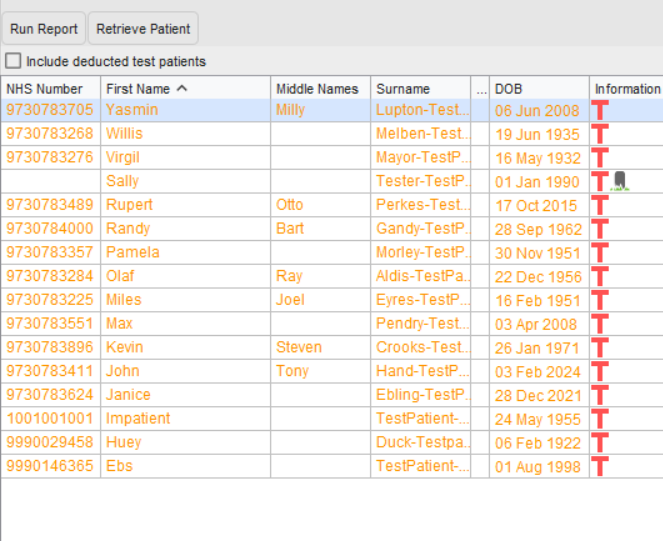 Run Report Retrieve Patient
Include deducted test patients
NHS Number First Name Middle Names Surname ... DOB Information
9730783705 Yasmin Milly Lupton-Test... 06 Jun 2008 T
9730783268 Willis Melben-Test... 19 Jun 1935 T
9730783276 Virgil Mayor-TestP... 16 May 1932 T
Sally Tester-TestP... 01 Jan 1990 T
9730783489 Rupert Otto Perkes-Test... 17 Oct 2015 T
9730784000 Randy Bart Gandy-TestP... 28 Sep 1962 T
9730783357 Pamela Morley-TestP... 30 Nov 1951 T
9730783284 Olaf Ray Aldis-TestPa... 22 Dec 1956 T
9730783225 Miles Joel Eyres-TestP... 16 Feb 1951 T
9730783551 Max Pendry-Test... 03 Apr 2008 T
9730783896 Kevin Steven Crooks-Test... 26 Jan 1971 T
9730783411 John Tony Hand-TestP... 03 Feb 2024 T
9730783624 Janice Ebling-TestP... 28 Dec 2021 T
1001001001 Impatient TestPatient-... 24 May 1955 T
9990029458 Huey Duck-Testpa... 06 Feb 1922 T
9990146365 Ebs TestPatient-... 01 Aug 1998 T